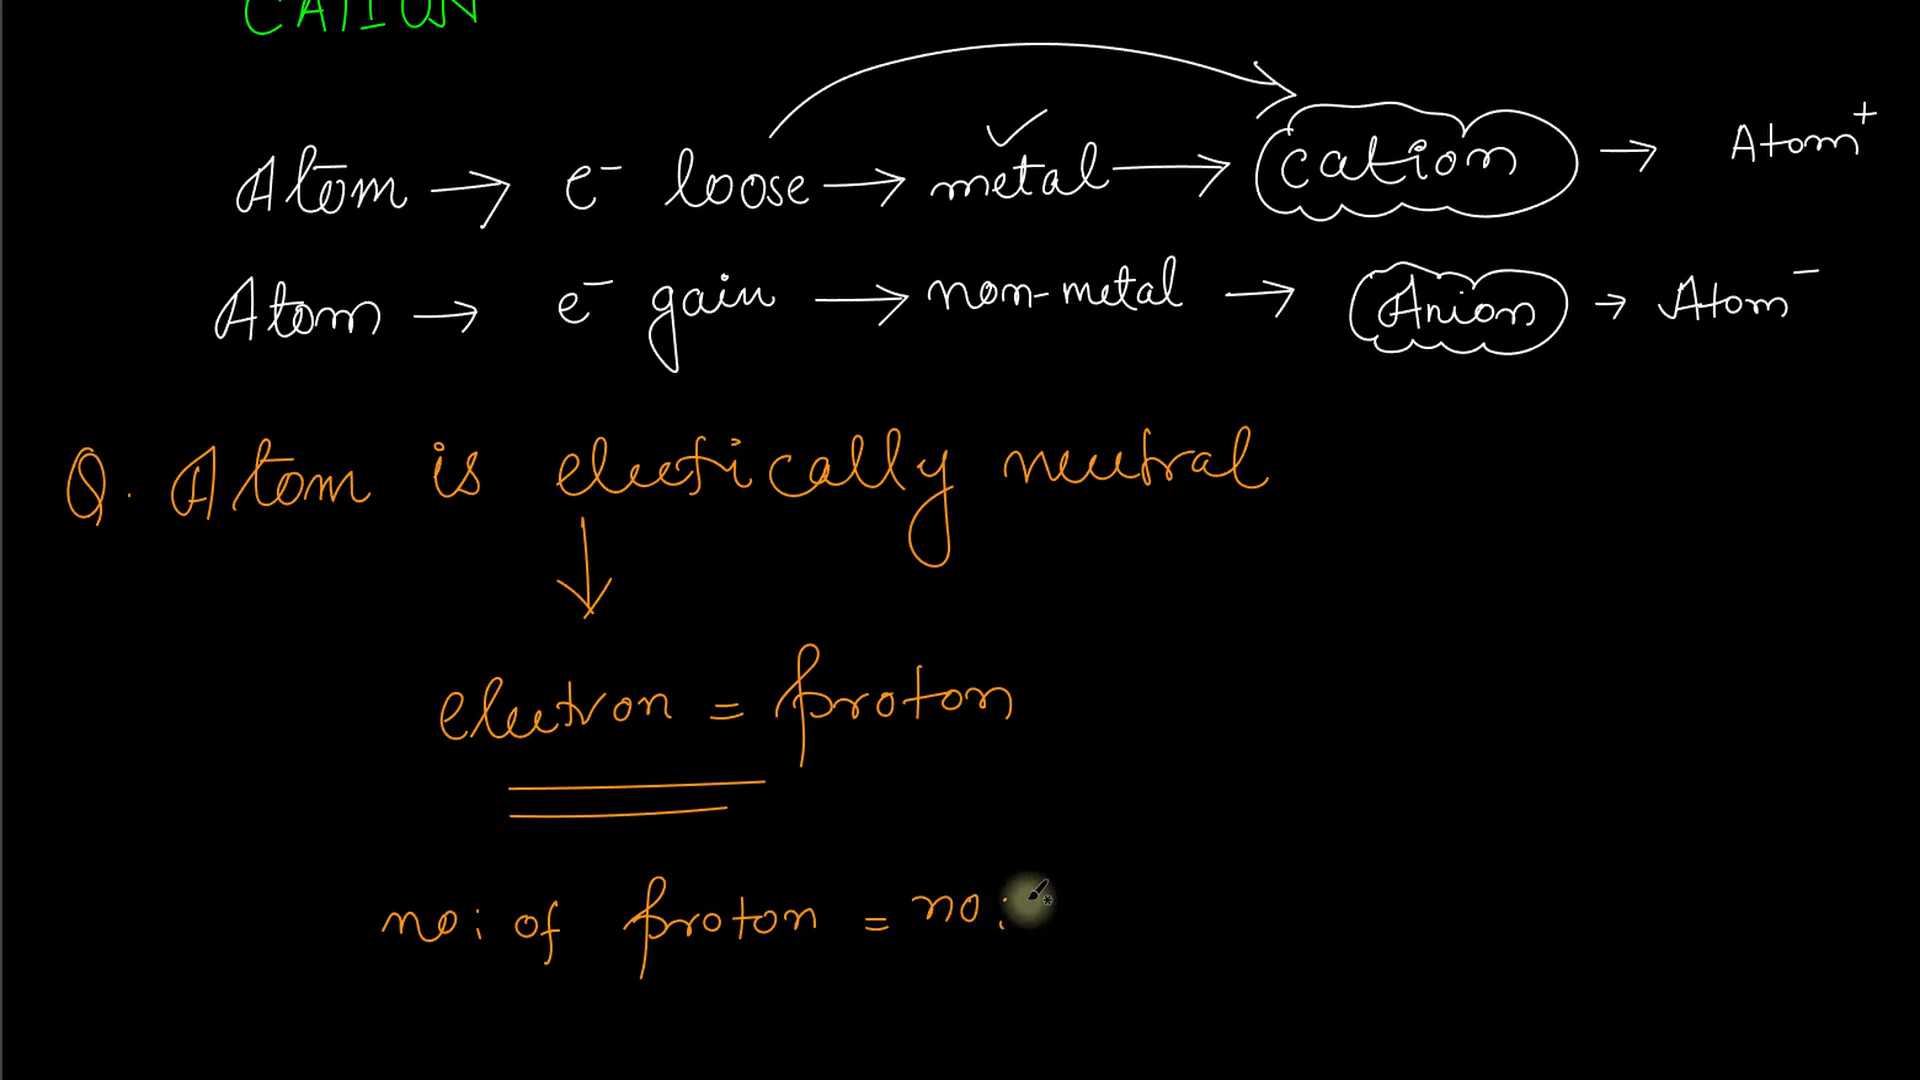 CATION
Atom → e⁻ loose → metal → cation → Atom⁺
Atom → e⁻ gain → non-metal → Anion → Atom⁻
Q. Atom is electically neutral
electron = proton
no: of proton = no: